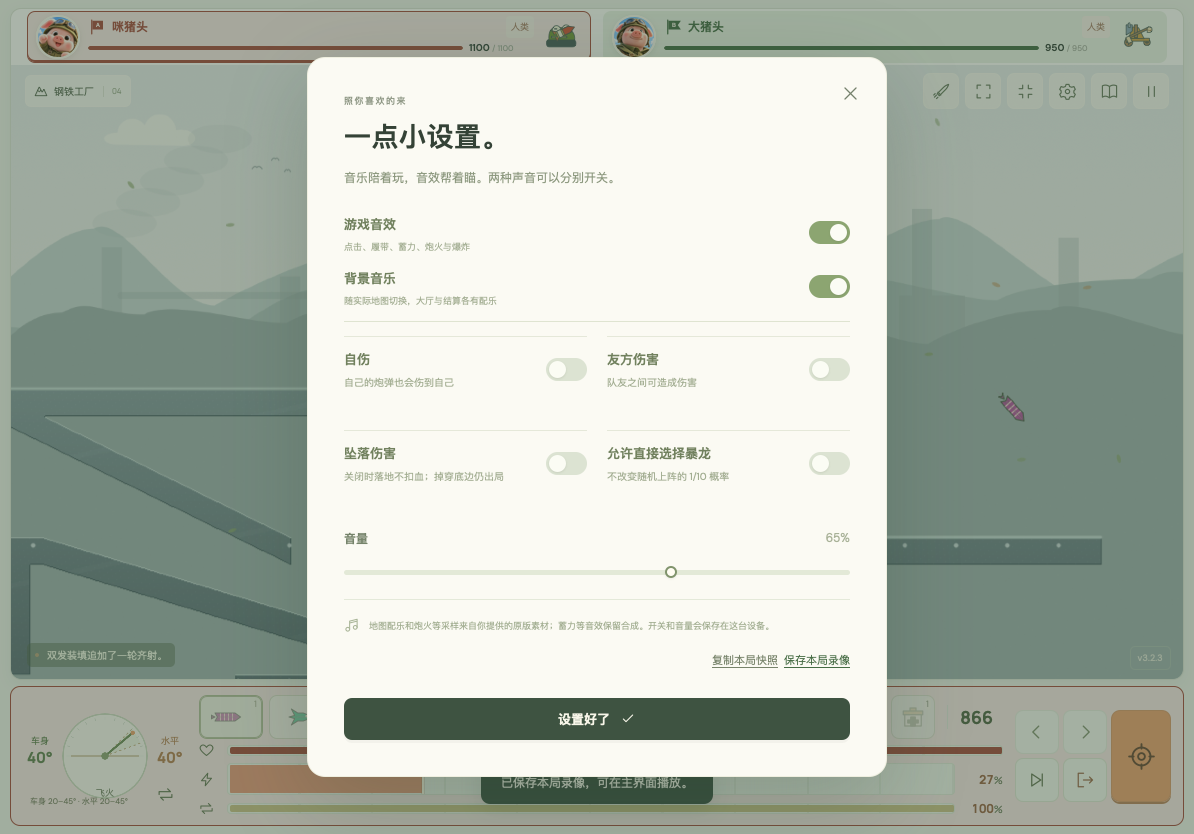 咪猪头
人类
1100 / 1100
大猪头
人类
950 / 950
钢铁工厂
04
照你喜欢的来
一点小设置。
音乐陪着玩，音效帮着瞄。两种声音可以分别开关。
游戏音效
点击、履带、蓄力、炮火与爆炸
背景音乐
随实际地图切换，大厅与结算各有配乐
自伤
自己的炮弹也会伤到自己
友方伤害
队友之间可造成伤害
坠落伤害
关闭时落地不扣血；掉穿底边仍出局
允许直接选择暴龙
不改变随机上阵的 1/10 概率
音量
65%
地图配乐和炮火等采样来自你提供的原版素材；蓄力等音效保留合成。开关和音量会保存在这台设备。
复制本局快照 保存本局录像
设置好了
双发装填追加了一轮齐射。
v3.2.3
车身
40°
水平
40°
飞火
车身 20–45° · 水平 20–45°
1
1
866
27%
100%
已保存本局录像，可在主界面播放。